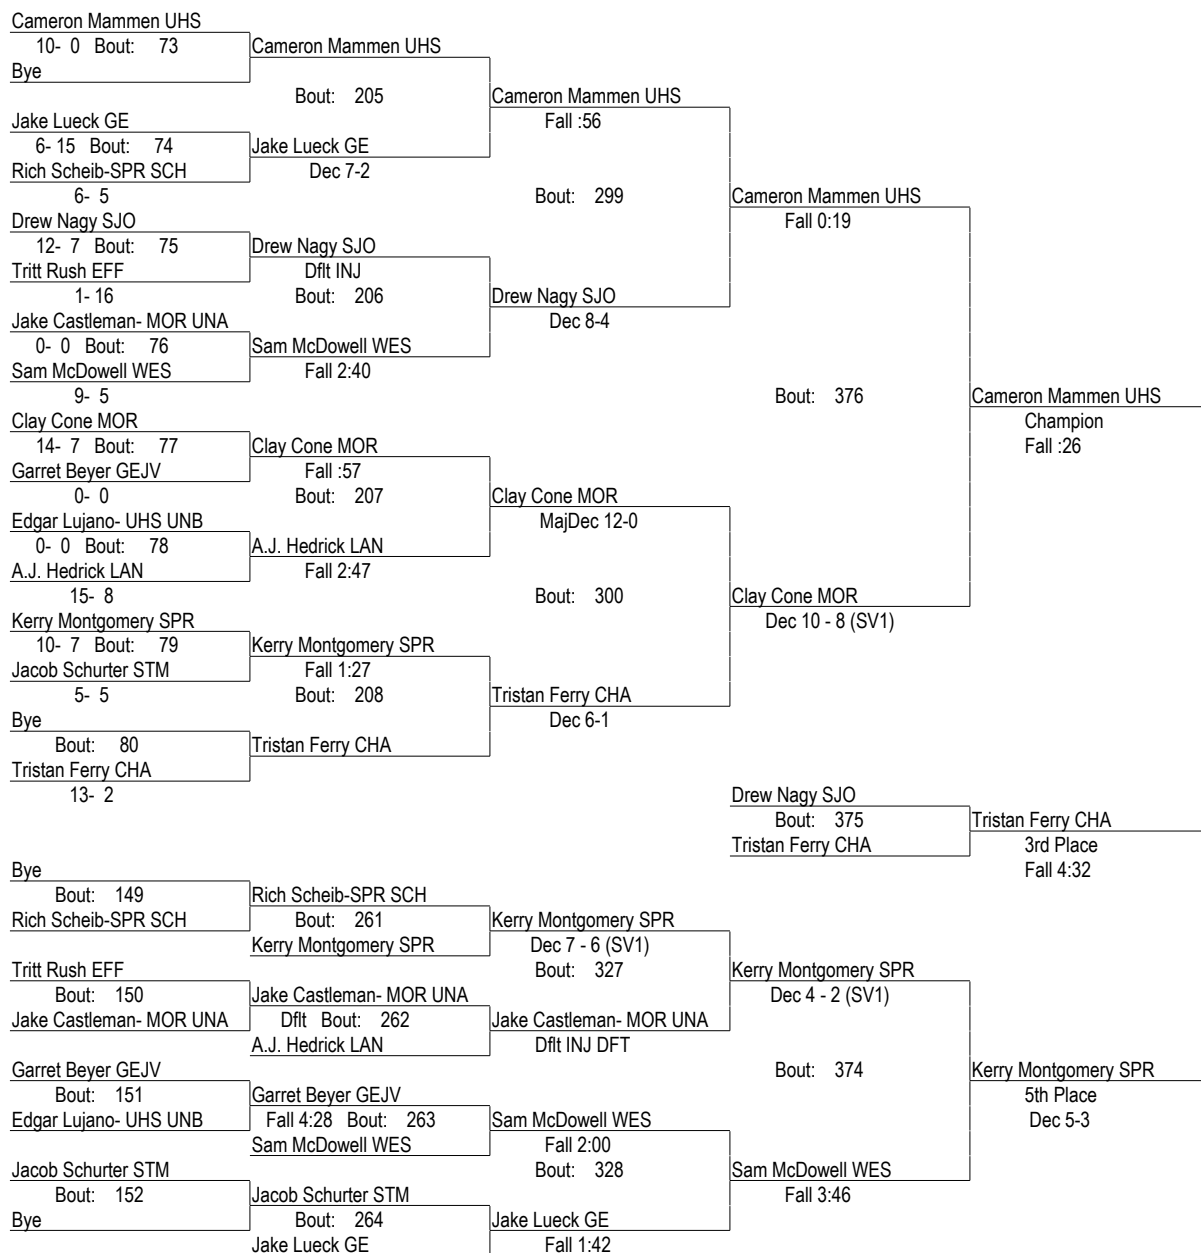 Cameron Mammen UHS
10- 0 Bout: 73 Cameron Mammen UHS
Bye
Bout: 205 Cameron Mammen UHS
Jake Lueck GE Fall :56
6- 15 Bout: 74 Jake Lueck GE
Rich Scheib-SPR SCH Dec 7-2
6- 5 Bout: 299 Cameron Mammen UHS
Drew Nagy SJO Fall 0:19
12- 7 Bout: 75 Drew Nagy SJO
Tritt Rush EFF Dflt INJ
1- 16 Bout: 206 Drew Nagy SJO
Jake Castleman- MOR UNA Dec 8-4
0- 0 Bout: 76 Sam McDowell WES
Sam McDowell WES Fall 2:40
9- 5 Bout: 376 Cameron Mammen UHS
Clay Cone MOR Champion
14- 7 Bout: 77 Clay Cone MOR Fall :26
Garret Beyer GEJV Fall :57
0- 0 Bout: 207 Clay Cone MOR
Edgar Lujano- UHS UNB MajDec 12-0
0- 0 Bout: 78 A.J. Hedrick LAN
A.J. Hedrick LAN Fall 2:47
15- 8 Bout: 300 Clay Cone MOR
Kerry Montgomery SPR Dec 10 - 8 (SV1)
10- 7 Bout: 79 Kerry Montgomery SPR
Jacob Schurter STM Fall 1:27
5- 5 Bout: 208 Tristan Ferry CHA
Bye Dec 6-1
Bout: 80 Tristan Ferry CHA
Tristan Ferry CHA
13- 2 Drew Nagy SJO
Bout: 375 Tristan Ferry CHA
Tristan Ferry CHA 3rd Place
Bye Fall 4:32
Bout: 149 Rich Scheib-SPR SCH
Rich Scheib-SPR SCH Bout: 261 Kerry Montgomery SPR
Kerry Montgomery SPR Dec 7 - 6 (SV1)
Tritt Rush EFF Bout: 327 Kerry Montgomery SPR
Bout: 150 Jake Castleman- MOR UNA Dec 4 - 2 (SV1)
Jake Castleman- MOR UNA Dflt Bout: 262 Jake Castleman- MOR UNA
A.J. Hedrick LAN Dflt INJ DFT
Garret Beyer GEJV Bout: 374 Kerry Montgomery SPR
Bout: 151 Garret Beyer GEJV 5th Place
Edgar Lujano- UHS UNB Fall 4:28 Bout: 263 Sam McDowell WES Dec 5-3
Sam McDowell WES Fall 2:00
Jacob Schurter STM Bout: 328 Sam McDowell WES
Bout: 152 Jacob Schurter STM Fall 3:46
Bye Bout: 264 Jake Lueck GE
Jake Lueck GE Fall 1:42